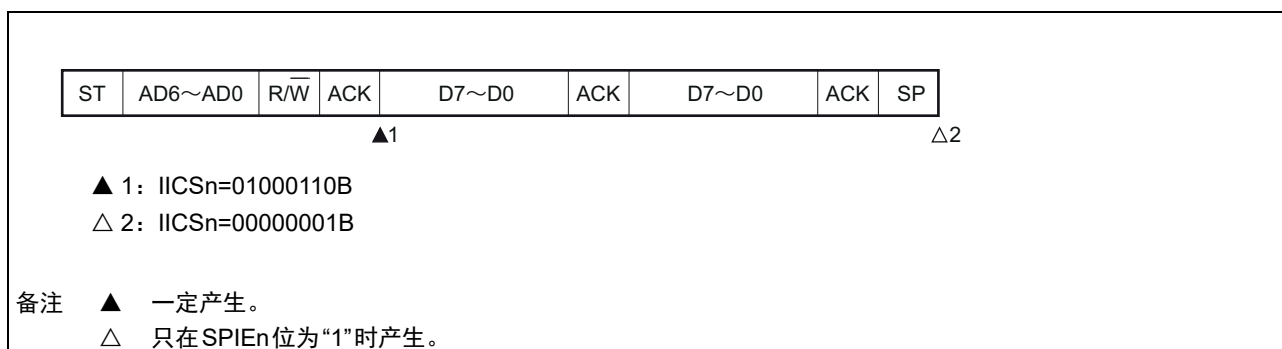 ST AD6～AD0 R/W̅ ACK D7～D0 ACK D7～D0 ACK SP
▲1 △2
▲ 1：IICSn=01000110B
△ 2：IICSn=00000001B
备注 ▲ 一定产生。
△ 只在SPIEn位为“1”时产生。